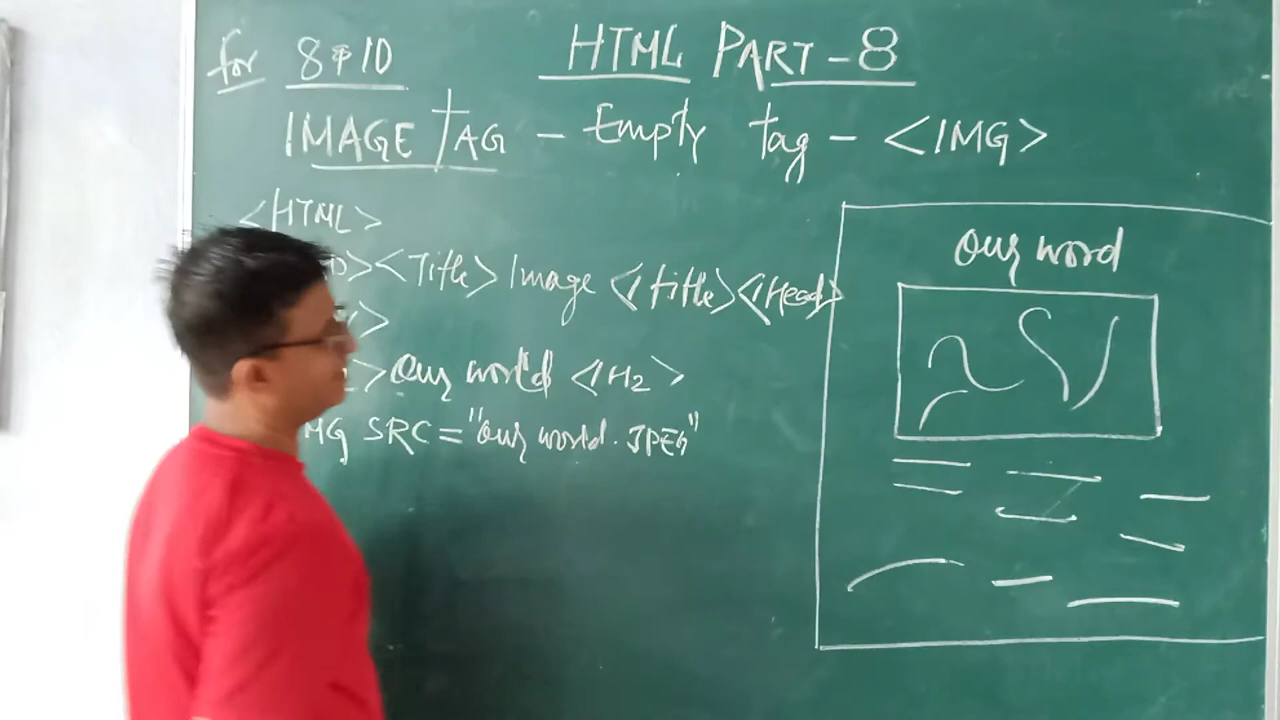 for 8 & 10 HTML PART - 8
IMAGE TAG - Empty tag - <IMG>
<HTML>
><Title> Image </title></Head>
>
>Our world </H2>
MG SRC = "Our world. JPEG"
Our word